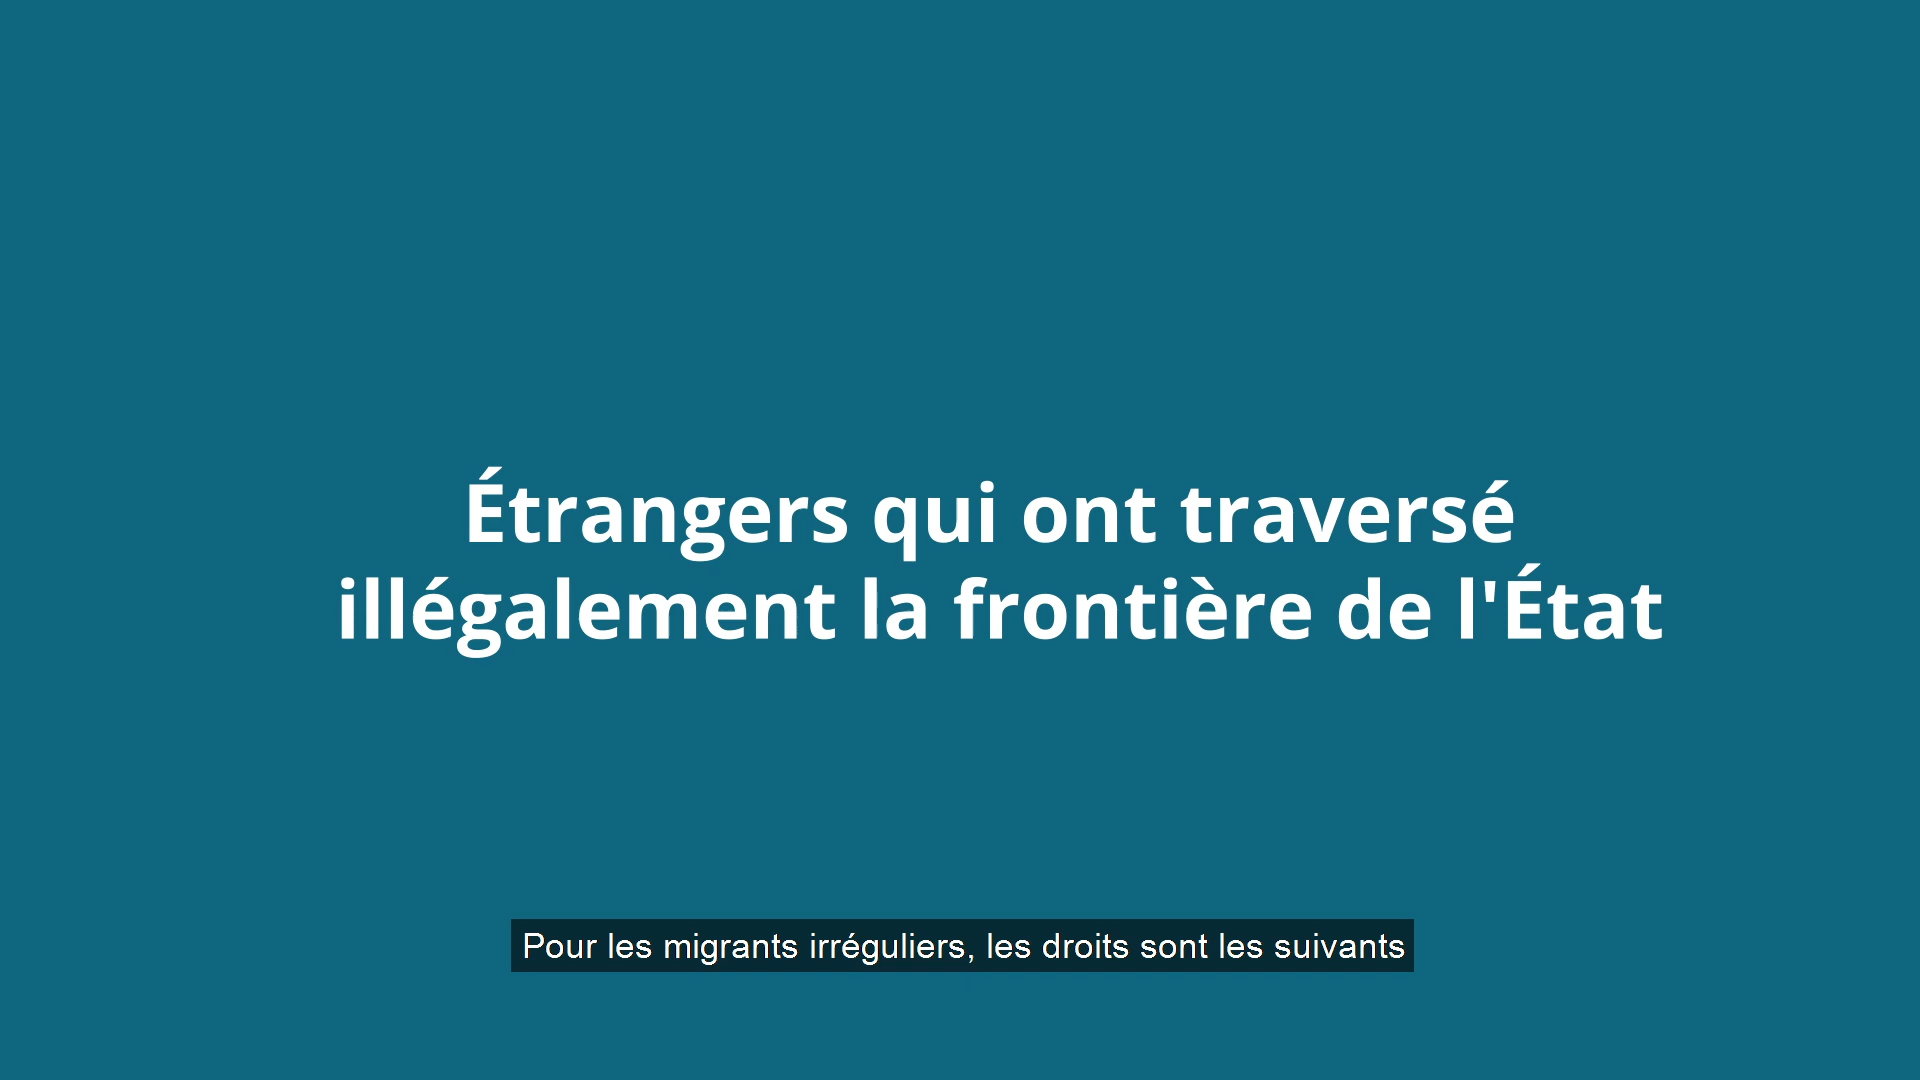 Étrangers qui ont traversé
illégalement la frontière de l'État
Pour les migrants irréguliers, les droits sont les suivants